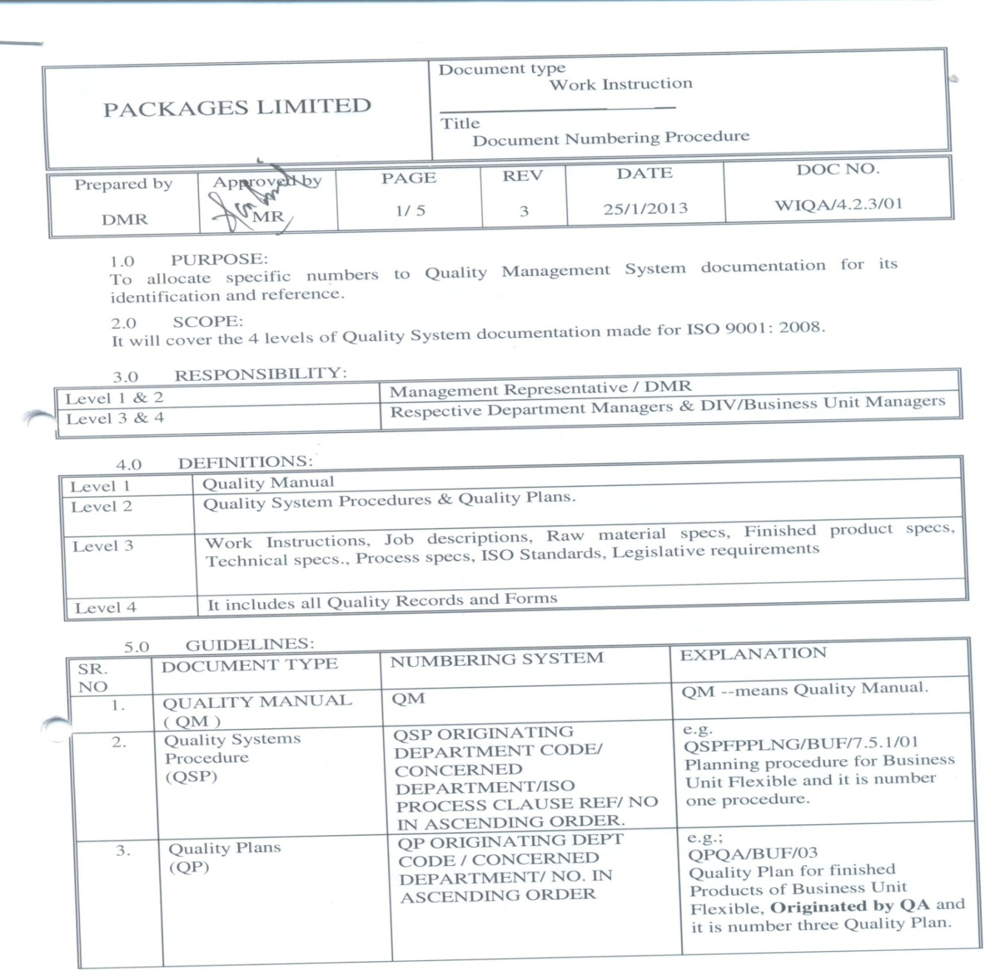 PACKAGES LIMITED
Document type
Work Instruction
Title
Document Numbering Procedure
Prepared by
DMR
Approved by
MR
PAGE
1/ 5
REV
3
DATE
25/1/2013
DOC NO.
WIQA/4.2.3/01
1.0 PURPOSE:
To allocate specific numbers to Quality Management System documentation for its
identification and reference.
2.0 SCOPE:
It will cover the 4 levels of Quality System documentation made for ISO 9001: 2008.
3.0 RESPONSIBILITY:
Level 1 & 2 Management Representative / DMR
Level 3 & 4 Respective Department Managers & DIV/Business Unit Managers
4.0 DEFINITIONS:
Level 1 Quality Manual
Level 2 Quality System Procedures & Quality Plans.
Level 3 Work Instructions, Job descriptions, Raw material specs, Finished product specs,
Technical specs., Process specs, ISO Standards, Legislative requirements
Level 4 It includes all Quality Records and Forms
5.0 GUIDELINES:
SR.
NO
DOCUMENT TYPE
NUMBERING SYSTEM
EXPLANATION
1.
QUALITY MANUAL
( QM )
QM
QM --means Quality Manual.
2.
Quality Systems
Procedure
(QSP)
QSP ORIGINATING
DEPARTMENT CODE/
CONCERNED
DEPARTMENT/ISO
PROCESS CLAUSE REF/ NO
IN ASCENDING ORDER.
e.g.
QSPFPPLNG/BUF/7.5.1/01
Planning procedure for Business
Unit Flexible and it is number
one procedure.
3.
Quality Plans
(QP)
QP ORIGINATING DEPT
CODE / CONCERNED
DEPARTMENT/ NO. IN
ASCENDING ORDER
e.g.;
QPQA/BUF/03
Quality Plan for finished
Products of Business Unit
Flexible, Originated by QA and
it is number three Quality Plan.